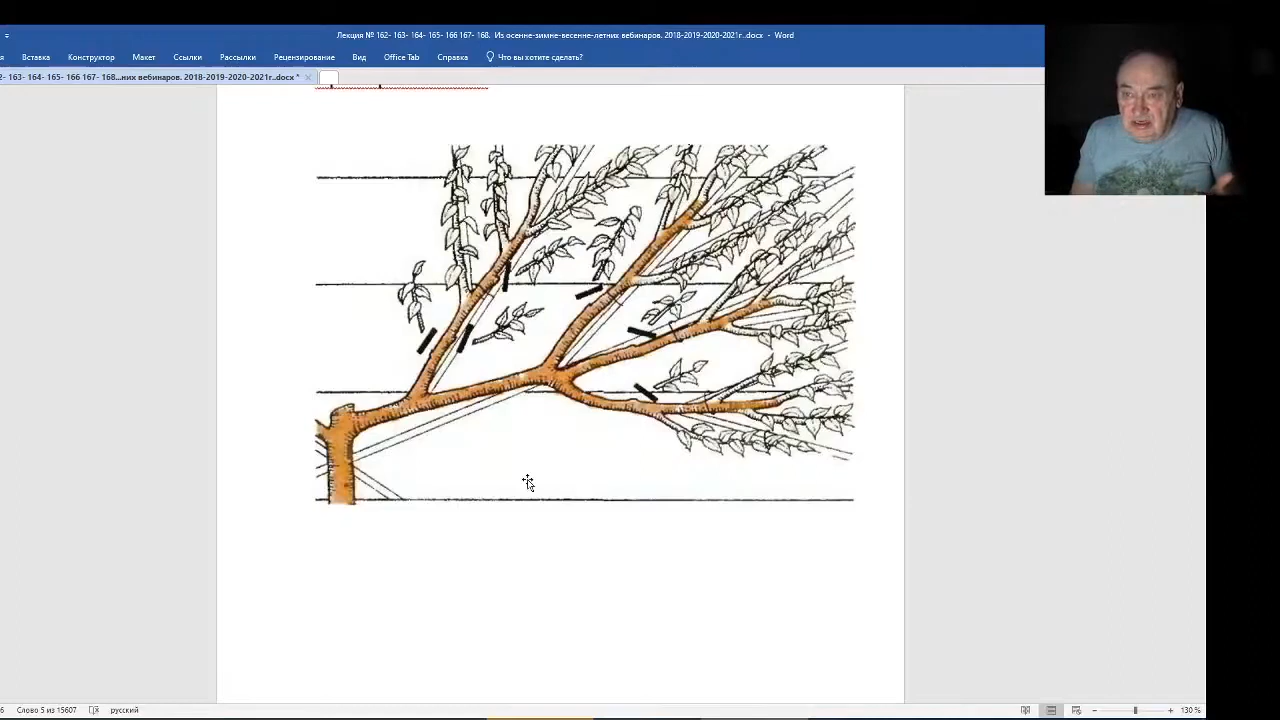 Лекция № 162- 163- 164- 165- 166 167- 168. Из осенне-зимне-весенне-летних вебинаров. 2018-2019-2020-2021г..docx - Word
я Вставка Конструктор Макет Ссылки Рассылки Рецензирование Вид Office Tab Справка Что вы хотите сделать?
2- 163- 164- 165- 166 167- 168...них вебинаров. 2018-2019-2020-2021г..docx *
6 Слово 5 из 15607 русский 130 %